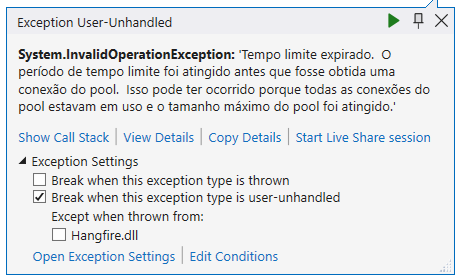 Exception User-Unhandled
System.InvalidOperationException: 'Tempo limite expirado.  O
período de tempo limite foi atingido antes que fosse obtida uma
conexão do pool.  Isso pode ter ocorrido porque todas as conexões do
pool estavam em uso e o tamanho máximo do pool foi atingido.'
Show Call Stack | View Details | Copy Details | Start Live Share session
Exception Settings
Break when this exception type is thrown
Break when this exception type is user-unhandled
Except when thrown from:
Hangfire.dll
Open Exception Settings | Edit Conditions